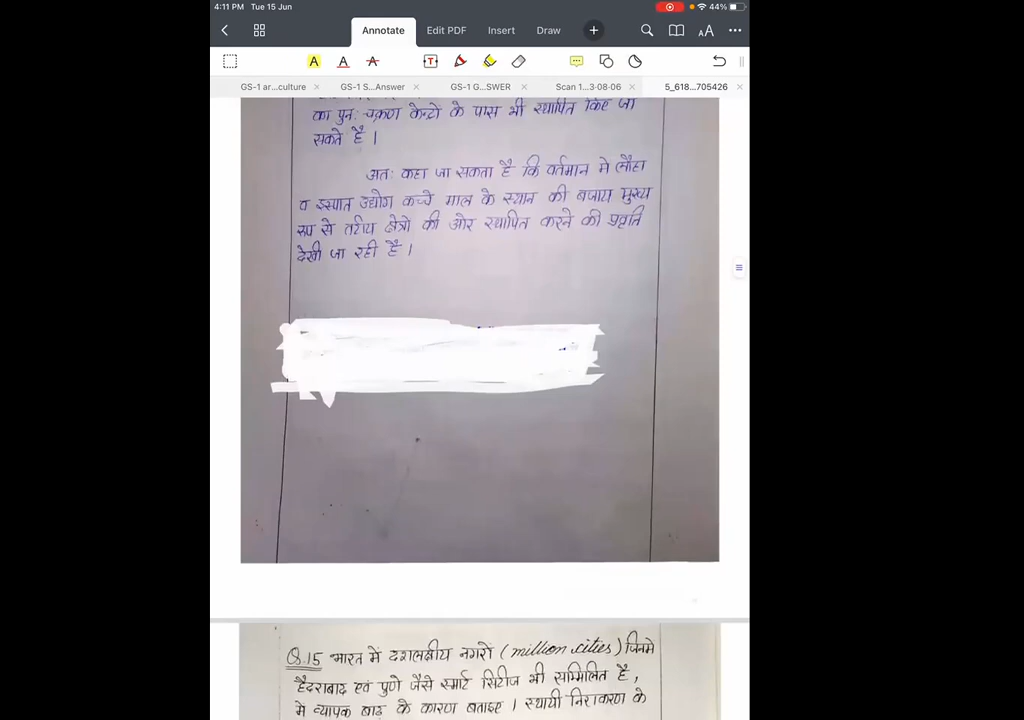 4:11 PM Tue 15 Jun 44%
Annotate Edit PDF Insert Draw
GS-1 ar...culture GS-1 S...Answer GS-1 G...SWER Scan 1...3-08-06 5_618...705426
का पुनः चक्रण केन्द्रों के पास भी स्थापित किए जा
सकते है ।
अतः कहा जा सकता है कि वर्तमान मे लौहा
व इस्पात उद्योग कच्चे माल के स्थान की बजाय मुख्य
रूप से तटीय क्षेत्रो की ओर स्थापित करने की प्रवृति
देखी जा रही है ।
Q.15 भारत में दशलक्षीय नगरों (million cities) जिनमे
हैदराबाद एवं पुणे जैसे स्मार्ट सिटीज भी सम्मिलित है,
मे व्यापक बाढ़ के कारण बताइए । स्थायी निराकरण के